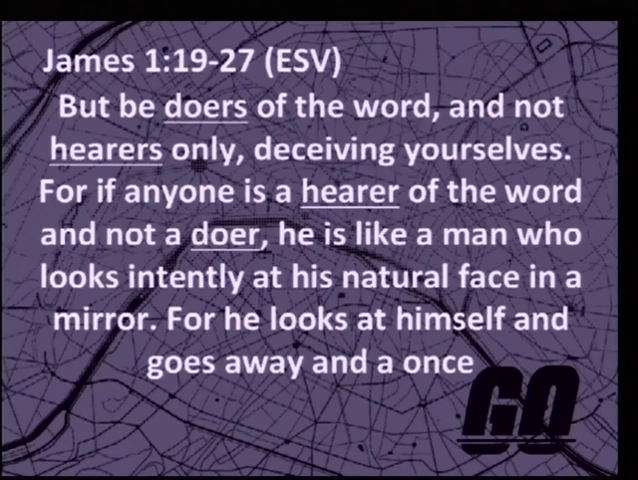 James 1:19-27 (ESV)
But be doers of the word, and not
hearers only, deceiving yourselves.
For if anyone is a hearer of the word
and not a doer, he is like a man who
looks intently at his natural face in a
mirror. For he looks at himself and
goes away and a once
GO